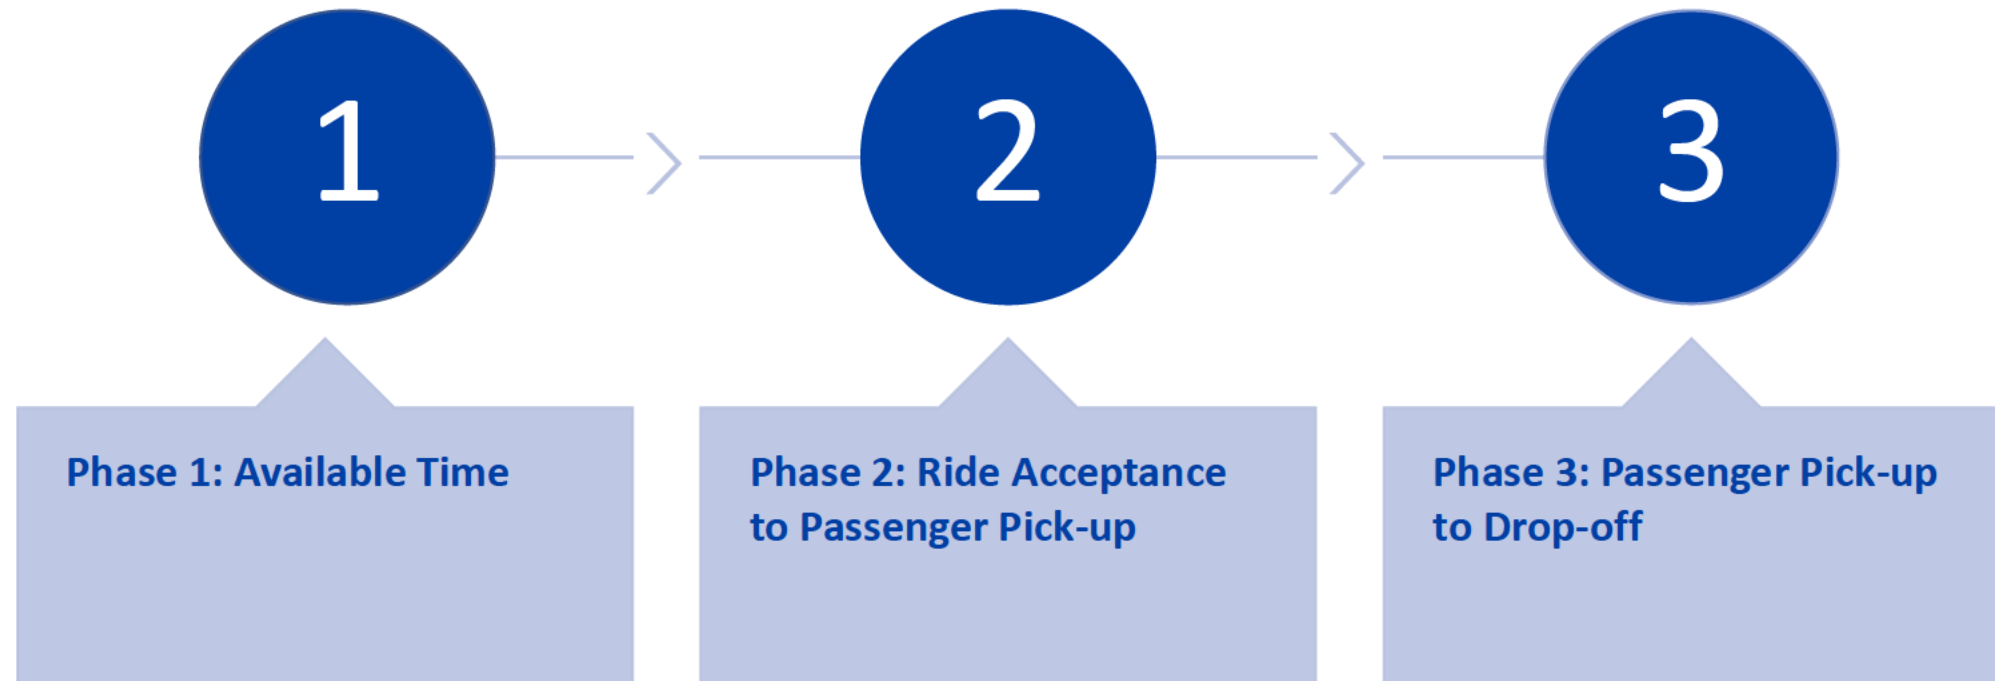 1
2
3
Phase 1: Available Time
Phase 2: Ride Acceptance
to Passenger Pick-up
Phase 3: Passenger Pick-up
to Drop-off